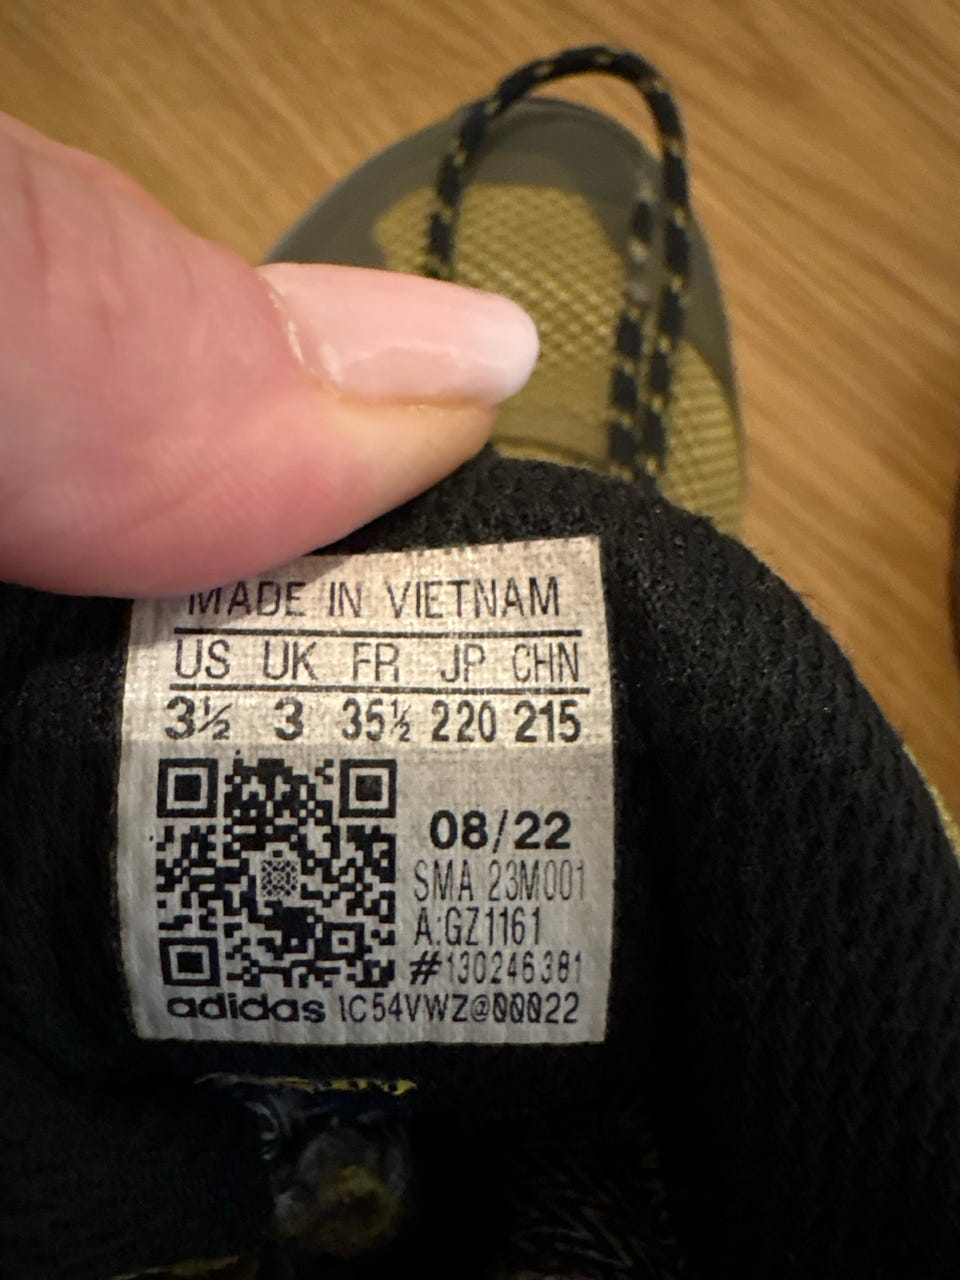 MADE IN VIETNAM
US UK FR JP CHN
3½ 3 35½ 220 215
08/22
SMA 23M001
A:GZ1161
#130246381
adidas IC54VWZ@00022